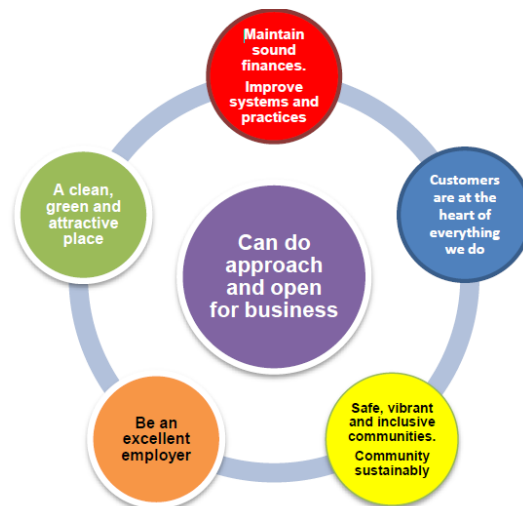 Maintain
sound
finances.
Improve
systems and
practices
Customers
are at the
heart of
everything
we do
Safe, vibrant
and inclusive
communities.
Community
sustainably
Be an
excellent
employer
A clean,
green and
attractive
place
Can do
approach
and open
for business